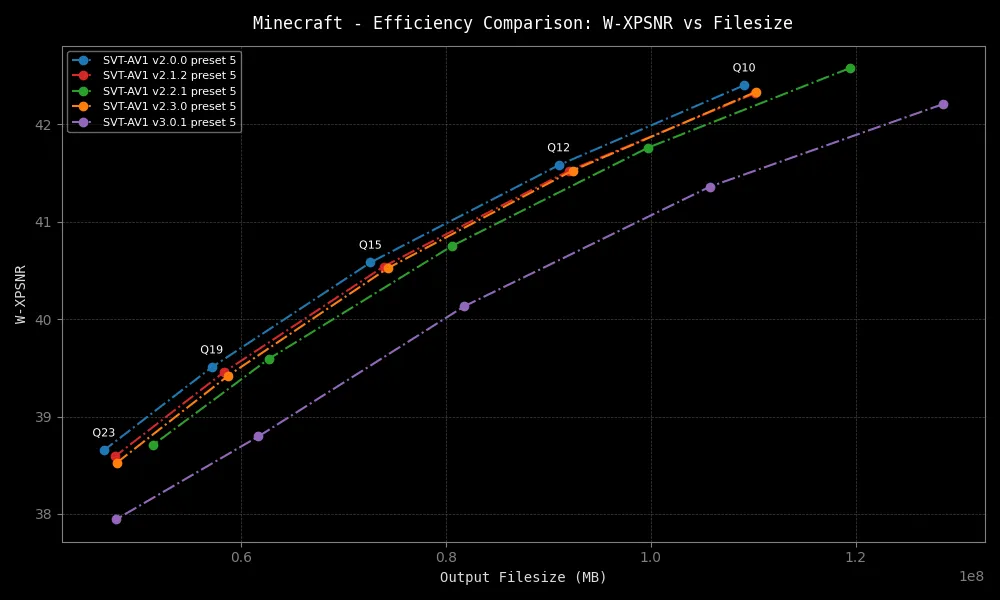 Minecraft - Efficiency Comparison: W-XPSNR vs Filesize
SVT-AV1 v2.0.0 preset 5
SVT-AV1 v2.1.2 preset 5
SVT-AV1 v2.2.1 preset 5
SVT-AV1 v2.3.0 preset 5
SVT-AV1 v3.0.1 preset 5
Q10
Q12
Q15
Q19
Q23
W-XPSNR
42
41
40
39
38
0.6
0.8
1.0
1.2
1e8
Output Filesize (MB)